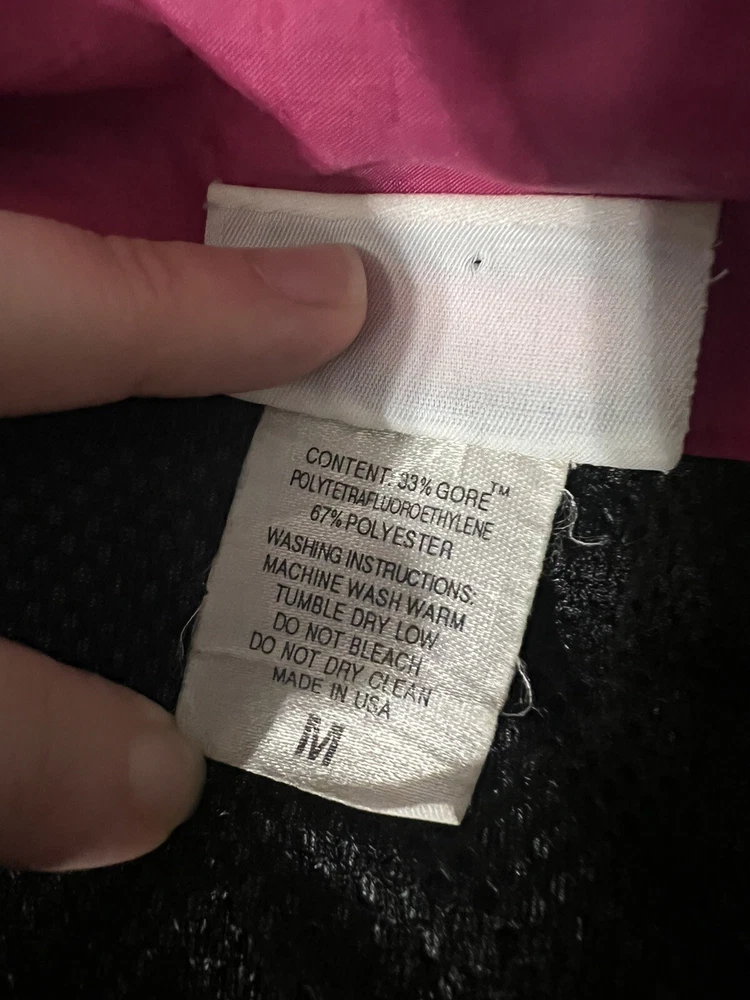 CONTENT: 33% GORE™
POLYTETRAFLUOROETHYLENE
67% POLYESTER
WASHING INSTRUCTIONS:
MACHINE WASH WARM
TUMBLE DRY LOW
DO NOT BLEACH
DO NOT DRY CLEAN
MADE IN USA
M